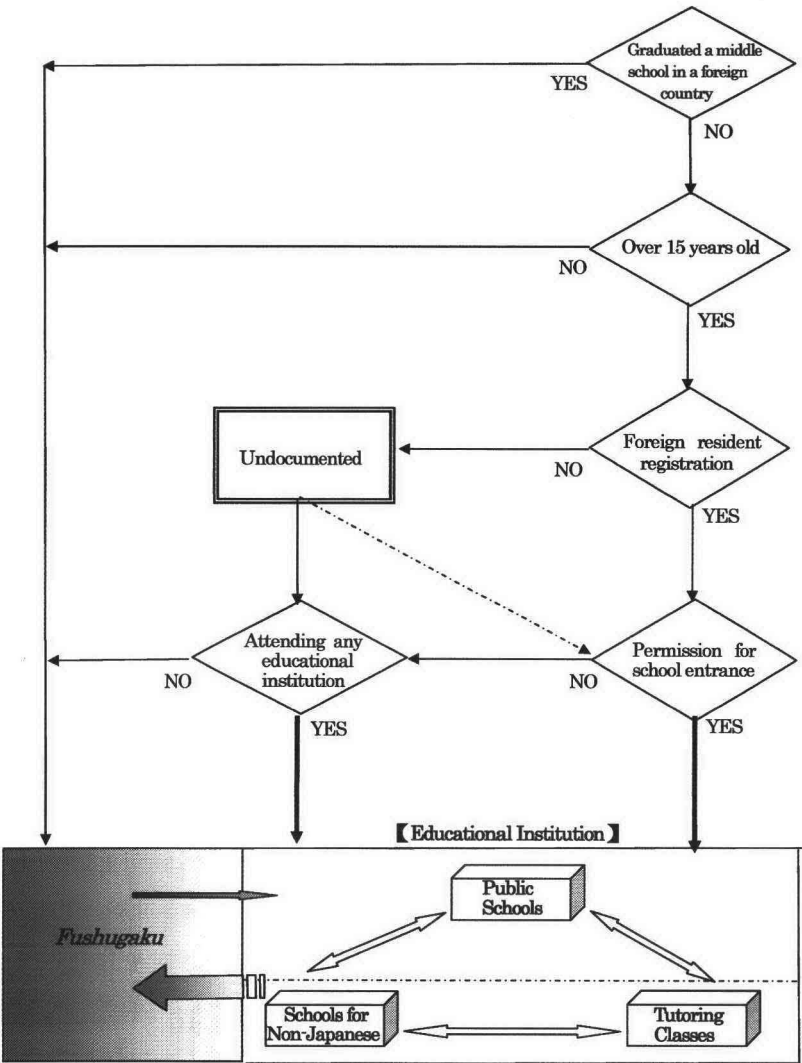 Graduated a middle
school in a foreign
country
YES
NO
Over 15 years old
NO
YES
Undocumented
Foreign resident
registration
NO
YES
Attending any
educational
institution
Permission for
school entrance
NO
NO
YES
YES
【Educational Institution】
Public
Schools
Fushugaku
Schools for
Non-Japanese
Tutoring
Classes